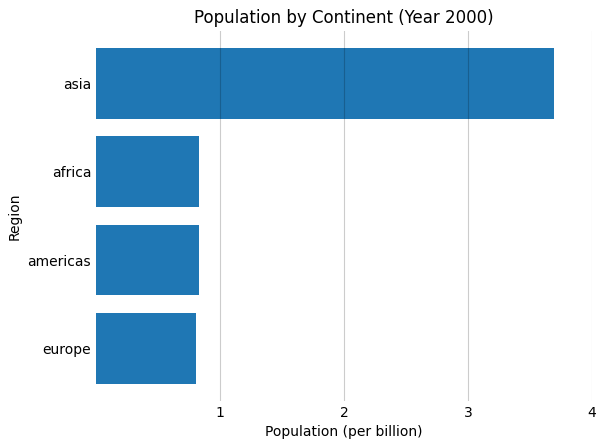 Population by Continent (Year 2000)
asia
africa
americas
europe
Region
1 2 3 4
Population (per billion)